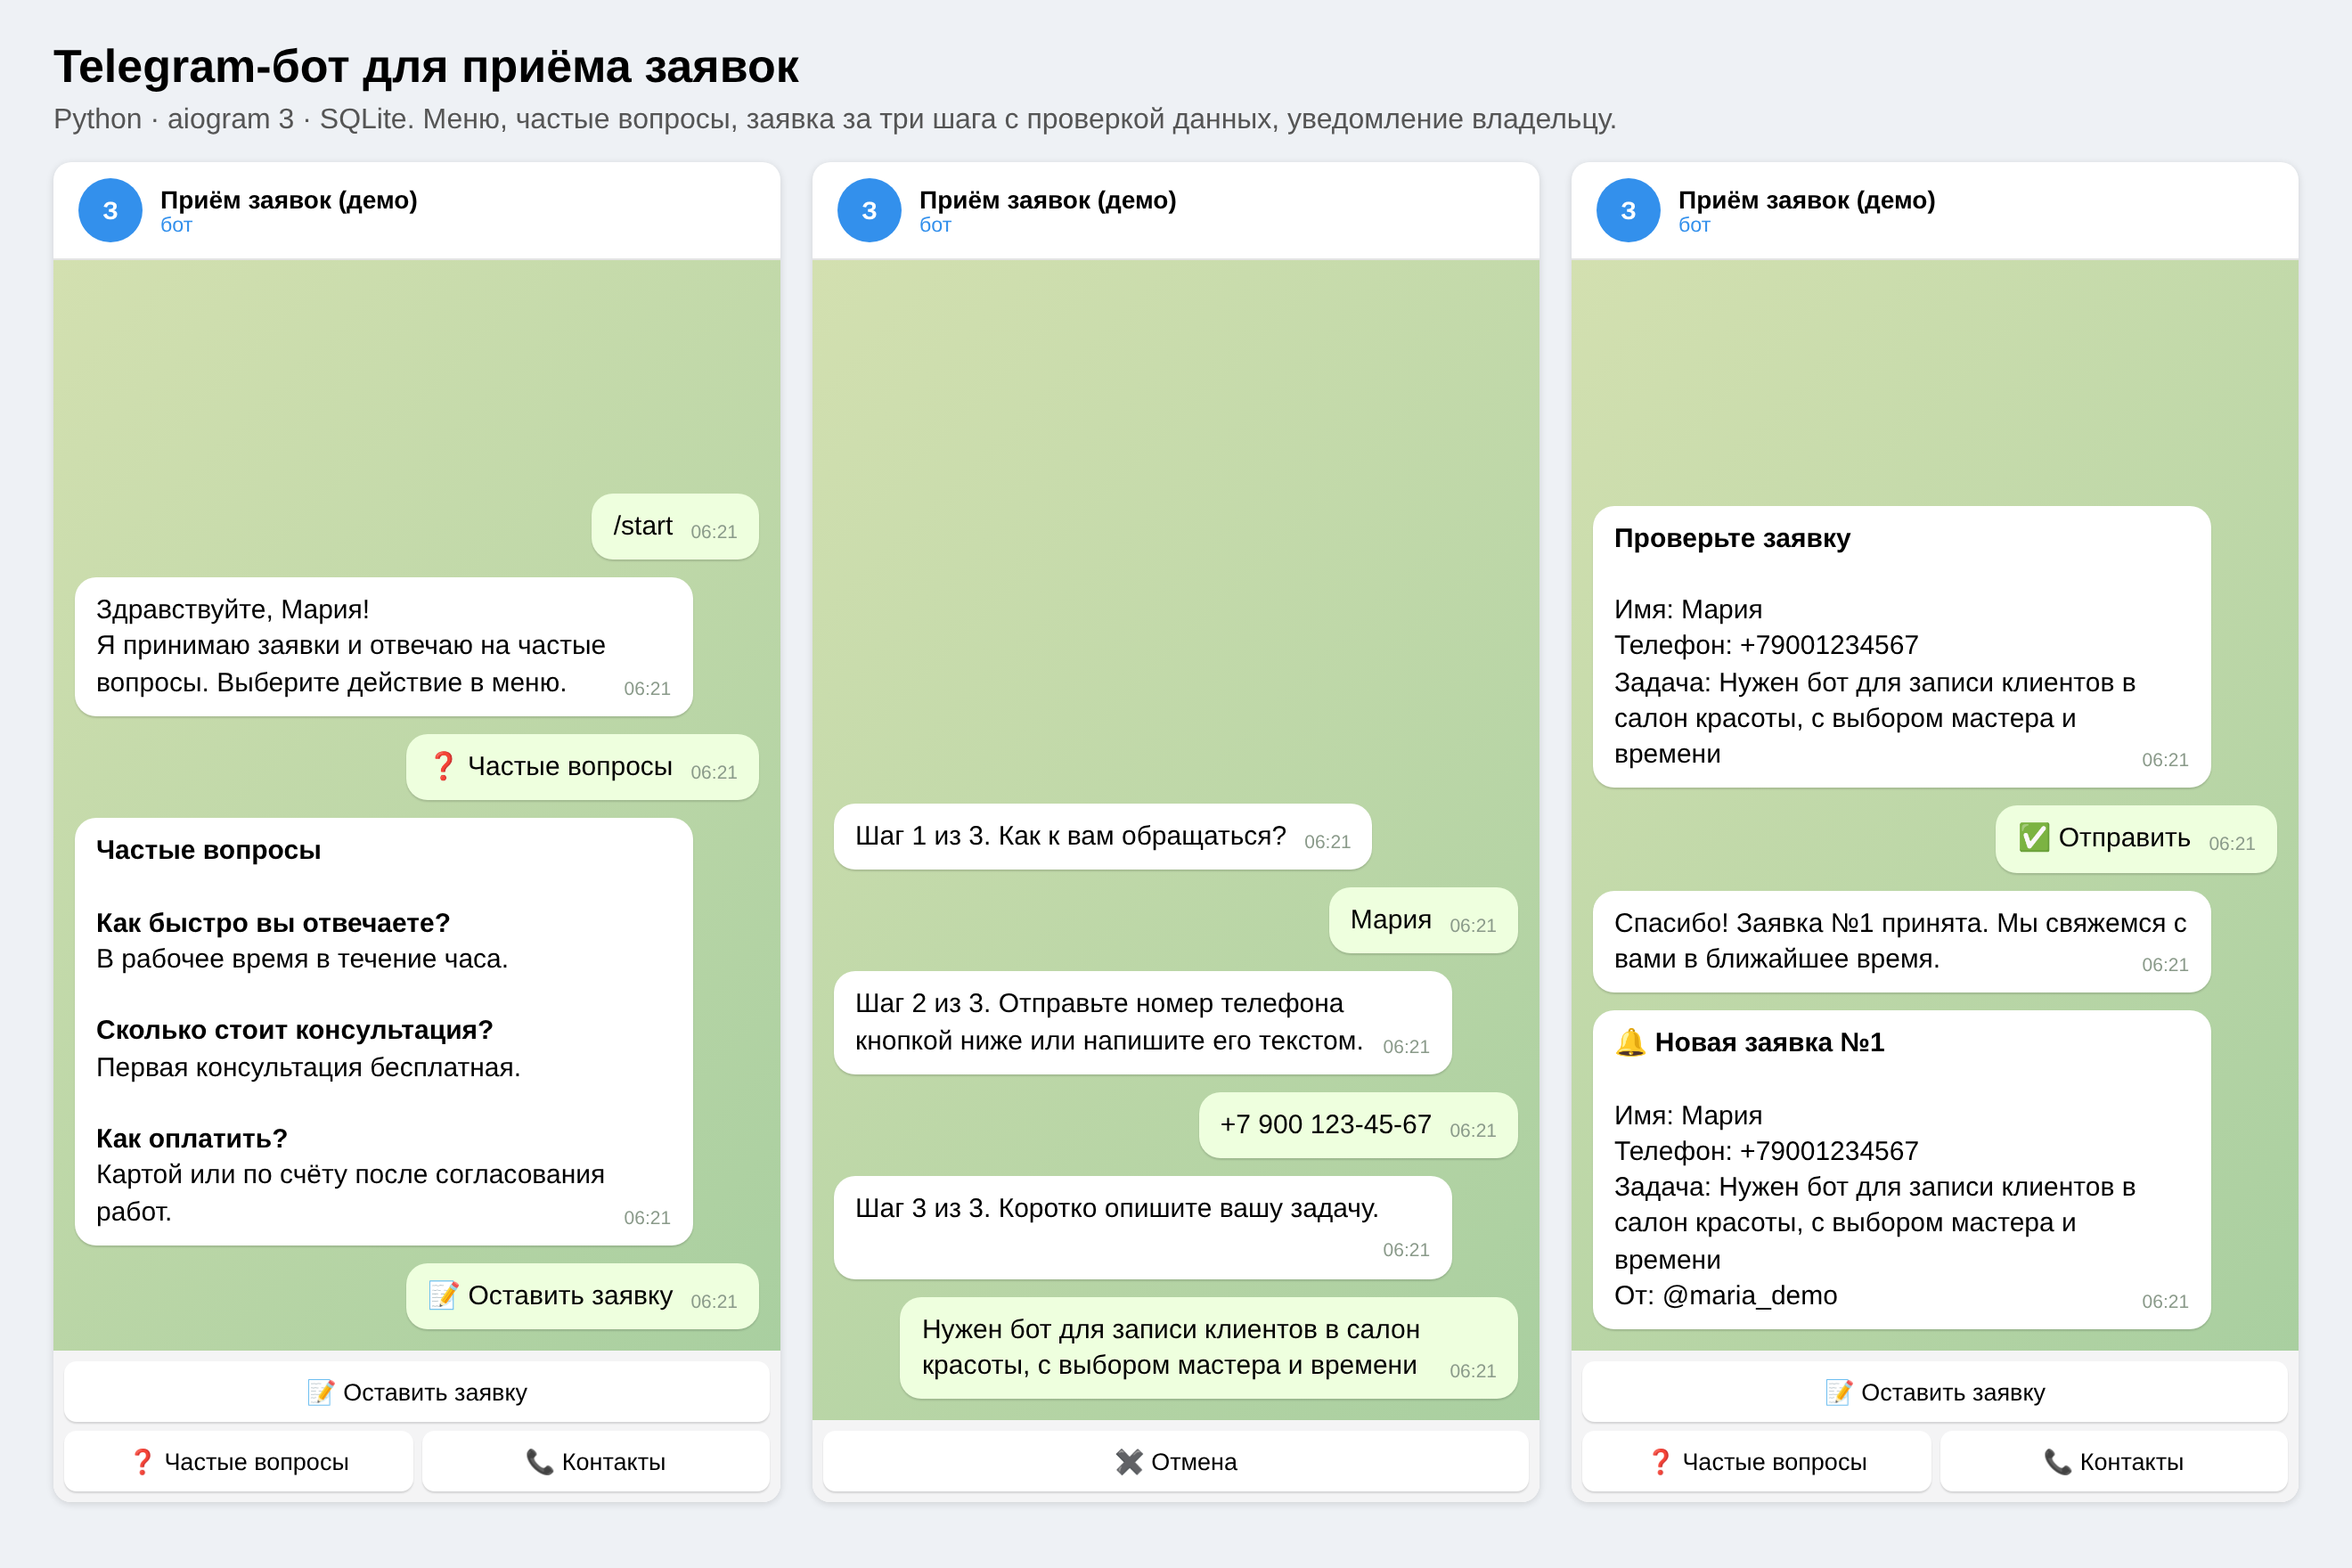 Telegram-бот для приёма заявок
Python · aiogram 3 · SQLite. Меню, частые вопросы, заявка за три шага с проверкой данных, уведомление владельцу.
З
Приём заявок (демо)
бот
/start 06:21
Здравствуйте, Мария!
Я принимаю заявки и отвечаю на частые
вопросы. Выберите действие в меню. 06:21
❓ Частые вопросы 06:21
Частые вопросы
Как быстро вы отвечаете?
В рабочее время в течение часа.
Сколько стоит консультация?
Первая консультация бесплатная.
Как оплатить?
Картой или по счёту после согласования
работ. 06:21
📝 Оставить заявку 06:21
📝 Оставить заявку
❓ Частые вопросы
📞 Контакты
З
Приём заявок (демо)
бот
Шаг 1 из 3. Как к вам обращаться? 06:21
Мария 06:21
Шаг 2 из 3. Отправьте номер телефона
кнопкой ниже или напишите его текстом. 06:21
+7 900 123-45-67 06:21
Шаг 3 из 3. Коротко опишите вашу задачу.
06:21
Нужен бот для записи клиентов в салон
красоты, с выбором мастера и времени 06:21
✖ Отмена
З
Приём заявок (демо)
бот
Проверьте заявку
Имя: Мария
Телефон: +79001234567
Задача: Нужен бот для записи клиентов в
салон красоты, с выбором мастера и
времени 06:21
✅ Отправить 06:21
Спасибо! Заявка №1 принята. Мы свяжемся с
вами в ближайшее время. 06:21
🔔 Новая заявка №1
Имя: Мария
Телефон: +79001234567
Задача: Нужен бот для записи клиентов в
салон красоты, с выбором мастера и
времени
От: @maria_demo 06:21
📝 Оставить заявку
❓ Частые вопросы
📞 Контакты